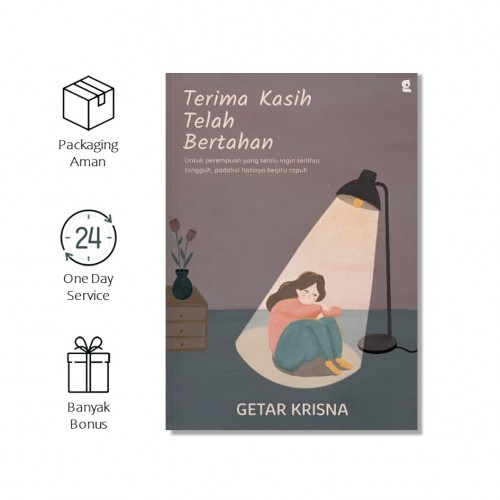 Packaging
Aman
24
One Day
Service
Banyak
Bonus
Terima Kasih
Telah
Bertahan
Untuk perempuan yang selalu ingin terlihat
tangguh, padahal hatinya begitu rapuh
GETAR KRISNA